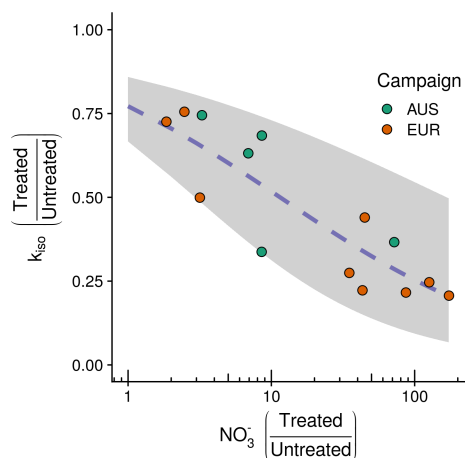 1.00
0.75
0.50
0.25
0.00
k_iso (Treated / Untreated)
Campaign
AUS
EUR
1 10 100
NO₃⁻ (Treated / Untreated)